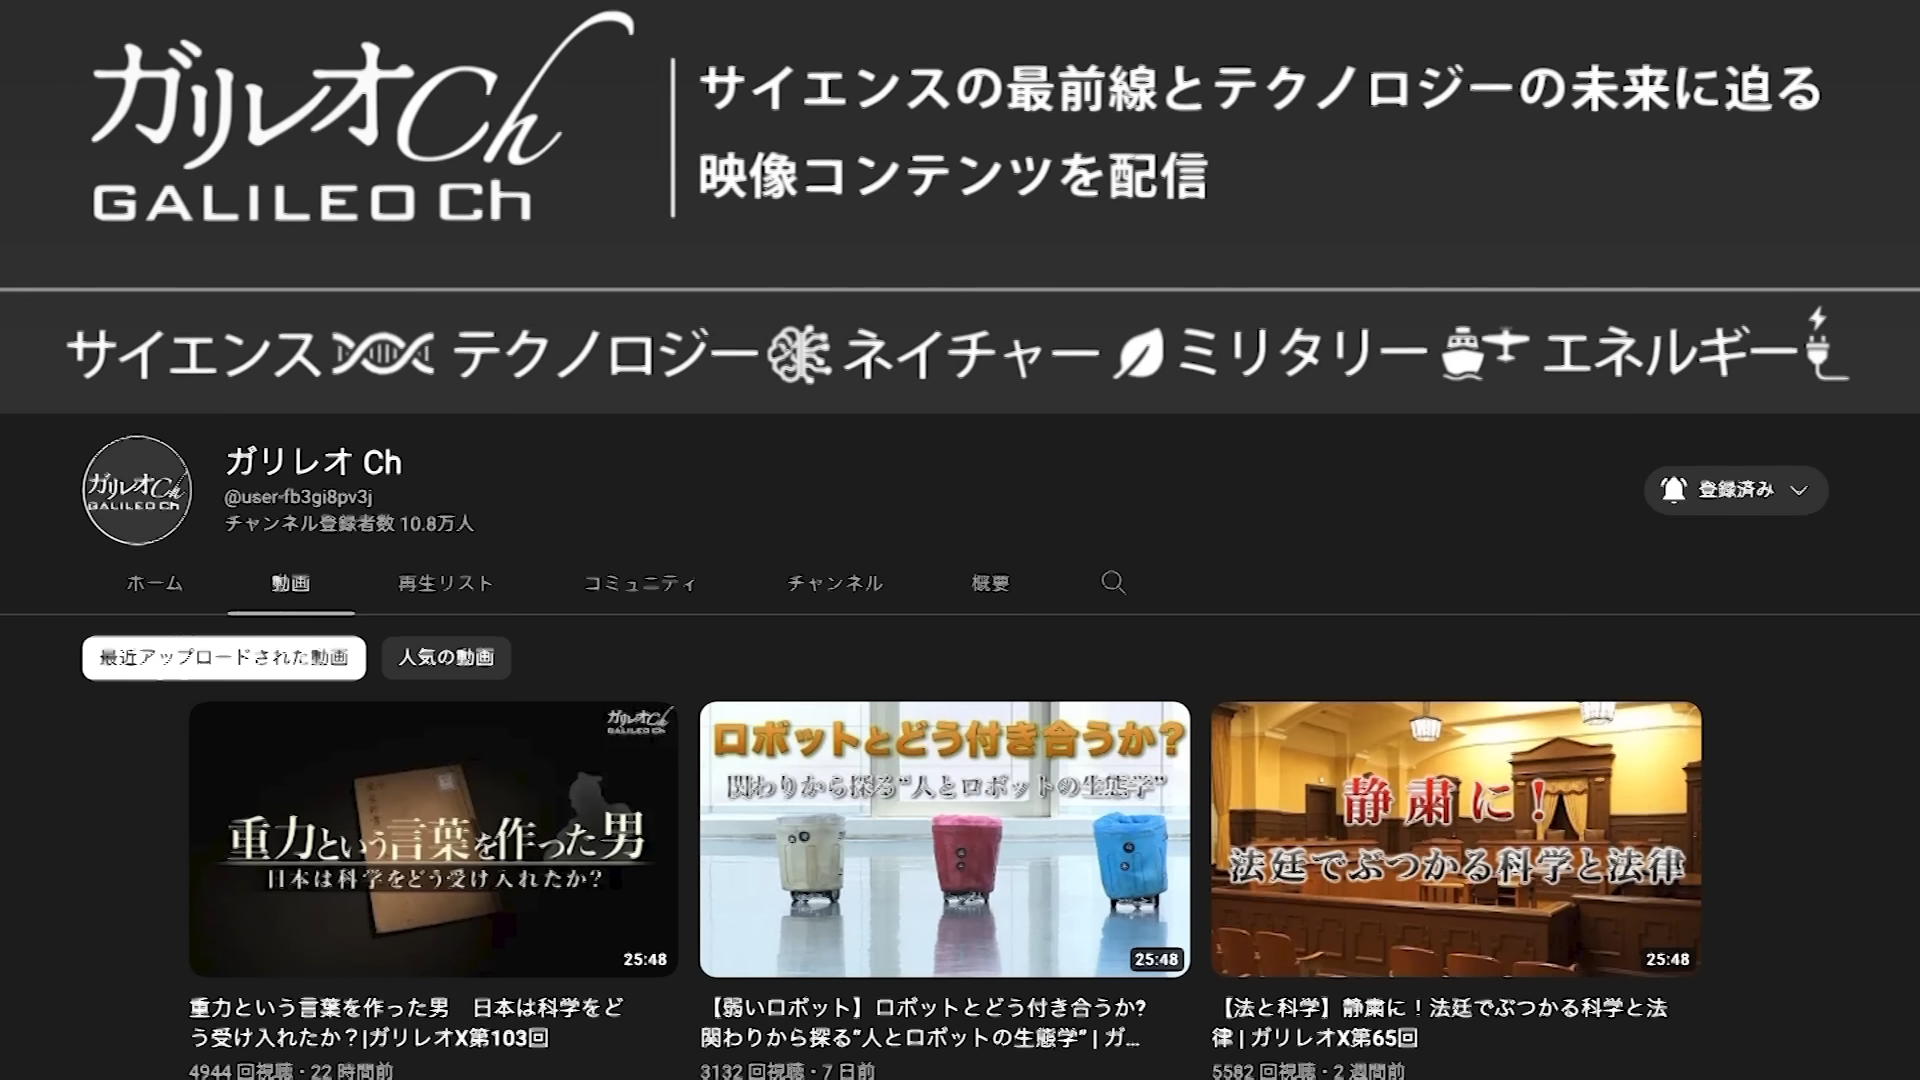 ガリレオCh
GALILEO Ch
サイエンスの最前線とテクノロジーの未来に迫る
映像コンテンツを配信
サイエンス テクノロジー ネイチャー ミリタリー エネルギー
ガリレオCh
GALILEO Ch
ガリレオ Ch
@user-fb3gi8pv3j
チャンネル登録者数 10.8万人
登録済み
ホーム 動画 再生リスト コミュニティ チャンネル 概要
最近アップロードされた動画 人気の動画
ガリレオCh
GALILEO Ch
重力という言葉を作った男
日本は科学をどう受け入れたか?
25:48
ロボットとどう付き合うか?
関わりから探る"人とロボットの生態学"
25:48
静粛に!
法廷でぶつかる科学と法律
25:48
重力という言葉を作った男　日本は科学をど
う受け入れたか？|ガリレオX第103回
4944 回視聴・22 時間前
【弱いロボット】ロボットとどう付き合うか?
関わりから探る"人とロボットの生態学" | ガ...
3132 回視聴・7 日前
【法と科学】静粛に！法廷でぶつかる科学と法
律 | ガリレオX第65回
5582 回視聴・2 週間前